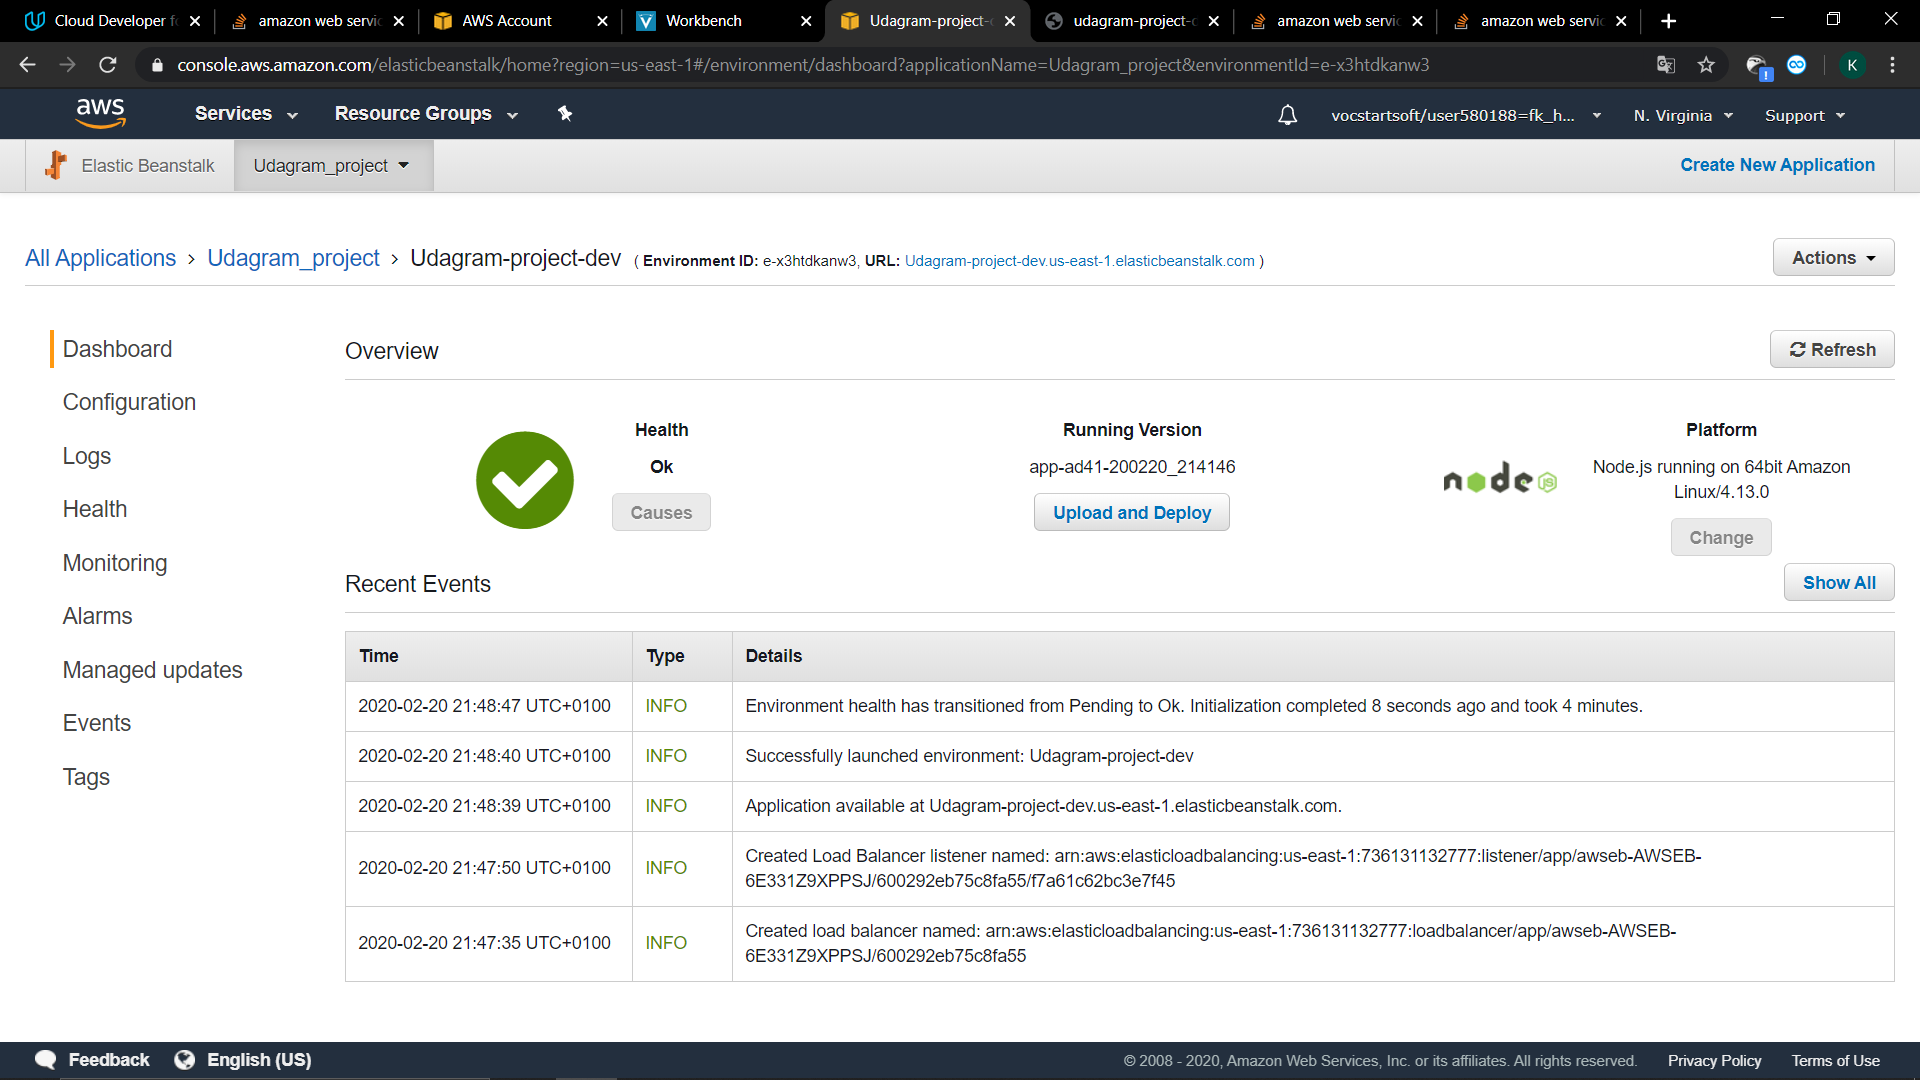 Cloud Developer f
amazon web servic
AWS Account
Workbench
Udagram-project-
udagram-project-
amazon web servic
amazon web servic
console.aws.amazon.com/elasticbeanstalk/home?region=us-east-1#/environment/dashboard?applicationName=Udagram_project&environmentId=e-x3htdkanw3
K
aws
Services
Resource Groups
vocstartsoft/user580188=fk_h...
N. Virginia
Support
Elastic Beanstalk
Udagram_project
Create New Application
All Applications › Udagram_project › Udagram-project-dev ( Environment ID: e-x3htdkanw3, URL: Udagram-project-dev.us-east-1.elasticbeanstalk.com )
Actions
Dashboard
Configuration
Logs
Health
Monitoring
Alarms
Managed updates
Events
Tags
Overview
Refresh
Health
Ok
Causes
Running Version
app-ad41-200220_214146
Upload and Deploy
node JS
Platform
Node.js running on 64bit Amazon
Linux/4.13.0
Change
Recent Events
Show All
Time Type Details
2020-02-20 21:48:47 UTC+0100 INFO Environment health has transitioned from Pending to Ok. Initialization completed 8 seconds ago and took 4 minutes.
2020-02-20 21:48:40 UTC+0100 INFO Successfully launched environment: Udagram-project-dev
2020-02-20 21:48:39 UTC+0100 INFO Application available at Udagram-project-dev.us-east-1.elasticbeanstalk.com.
2020-02-20 21:47:50 UTC+0100 INFO Created Load Balancer listener named: arn:aws:elasticloadbalancing:us-east-1:736131132777:listener/app/awseb-AWSEB-
6E331Z9XPPSJ/600292eb75c8fa55/f7a61c62bc3e7f45
2020-02-20 21:47:35 UTC+0100 INFO Created load balancer named: arn:aws:elasticloadbalancing:us-east-1:736131132777:loadbalancer/app/awseb-AWSEB-
6E331Z9XPPSJ/600292eb75c8fa55
Feedback
English (US)
© 2008 - 2020, Amazon Web Services, Inc. or its affiliates. All rights reserved.
Privacy Policy
Terms of Use